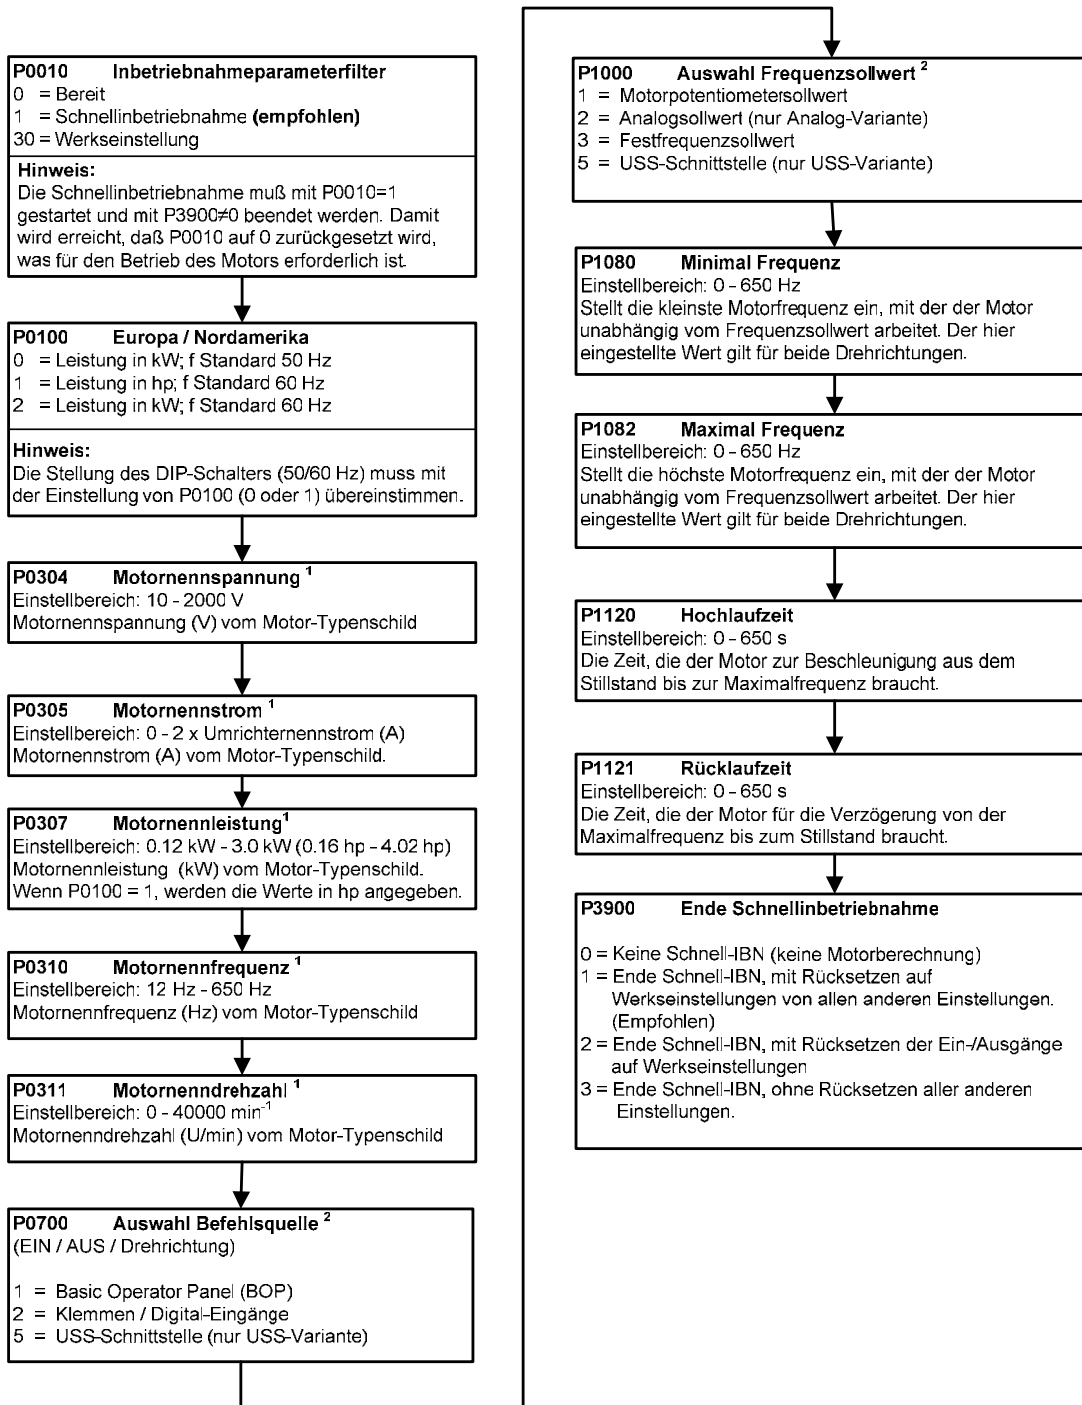 P0010 Inbetriebnahmeparameterfilter
0 = Bereit
1 = Schnellinbetriebnahme (empfohlen)
30 = Werkseinstellung
Hinweis:
Die Schnellinbetriebnahme muß mit P0010=1
gestartet und mit P3900≠0 beendet werden. Damit
wird erreicht, daß P0010 auf 0 zurückgesetzt wird,
was für den Betrieb des Motors erforderlich ist.
P0100 Europa / Nordamerika
0 = Leistung in kW; f Standard 50 Hz
1 = Leistung in hp; f Standard 60 Hz
2 = Leistung in kW; f Standard 60 Hz
Hinweis:
Die Stellung des DIP-Schalters (50/60 Hz) muss mit
der Einstellung von P0100 (0 oder 1) übereinstimmen.
P0304 Motornennspannung ¹
Einstellbereich: 10 - 2000 V
Motornennspannung (V) vom Motor-Typenschild
P0305 Motornennstrom ¹
Einstellbereich: 0 - 2 x Umrichternennstrom (A)
Motornennstrom (A) vom Motor-Typenschild.
P0307 Motornennleistung¹
Einstellbereich: 0.12 kW - 3.0 kW (0.16 hp - 4.02 hp)
Motornennleistung (kW) vom Motor-Typenschild.
Wenn P0100 = 1, werden die Werte in hp angegeben.
P0310 Motornennfrequenz ¹
Einstellbereich: 12 Hz - 650 Hz
Motornennfrequenz (Hz) vom Motor-Typenschild
P0311 Motornenndrehzahl ¹
Einstellbereich: 0 - 40000 min⁻¹
Motornenndrehzahl (U/min) vom Motor-Typenschild
P0700 Auswahl Befehlsquelle ²
(EIN / AUS / Drehrichtung)
1 = Basic Operator Panel (BOP)
2 = Klemmen / Digital-Eingänge
5 = USS-Schnittstelle (nur USS-Variante)
P1000 Auswahl Frequenzsollwert ²
1 = Motorpotentiometersollwert
2 = Analogsollwert (nur Analog-Variante)
3 = Festfrequenzsollwert
5 = USS-Schnittstelle (nur USS-Variante)
P1080 Minimal Frequenz
Einstellbereich: 0 - 650 Hz
Stellt die kleinste Motorfrequenz ein, mit der der Motor
unabhängig vom Frequenzsollwert arbeitet. Der hier
eingestellte Wert gilt für beide Drehrichtungen.
P1082 Maximal Frequenz
Einstellbereich: 0 - 650 Hz
Stellt die höchste Motorfrequenz ein, mit der der Motor
unabhängig vom Frequenzsollwert arbeitet. Der hier
eingestellte Wert gilt für beide Drehrichtungen.
P1120 Hochlaufzeit
Einstellbereich: 0 - 650 s
Die Zeit, die der Motor zur Beschleunigung aus dem
Stillstand bis zur Maximalfrequenz braucht.
P1121 Rücklaufzeit
Einstellbereich: 0 - 650 s
Die Zeit, die der Motor für die Verzögerung von der
Maximalfrequenz bis zum Stillstand braucht.
P3900 Ende Schnellinbetriebnahme
0 = Keine Schnell-IBN (keine Motorberechnung)
1 = Ende Schnell-IBN, mit Rücksetzen auf
Werkseinstellungen von allen anderen Einstellungen.
(Empfohlen)
2 = Ende Schnell-IBN, mit Rücksetzen der Ein-/Ausgänge
auf Werkseinstellungen
3 = Ende Schnell-IBN, ohne Rücksetzen aller anderen
Einstellungen.